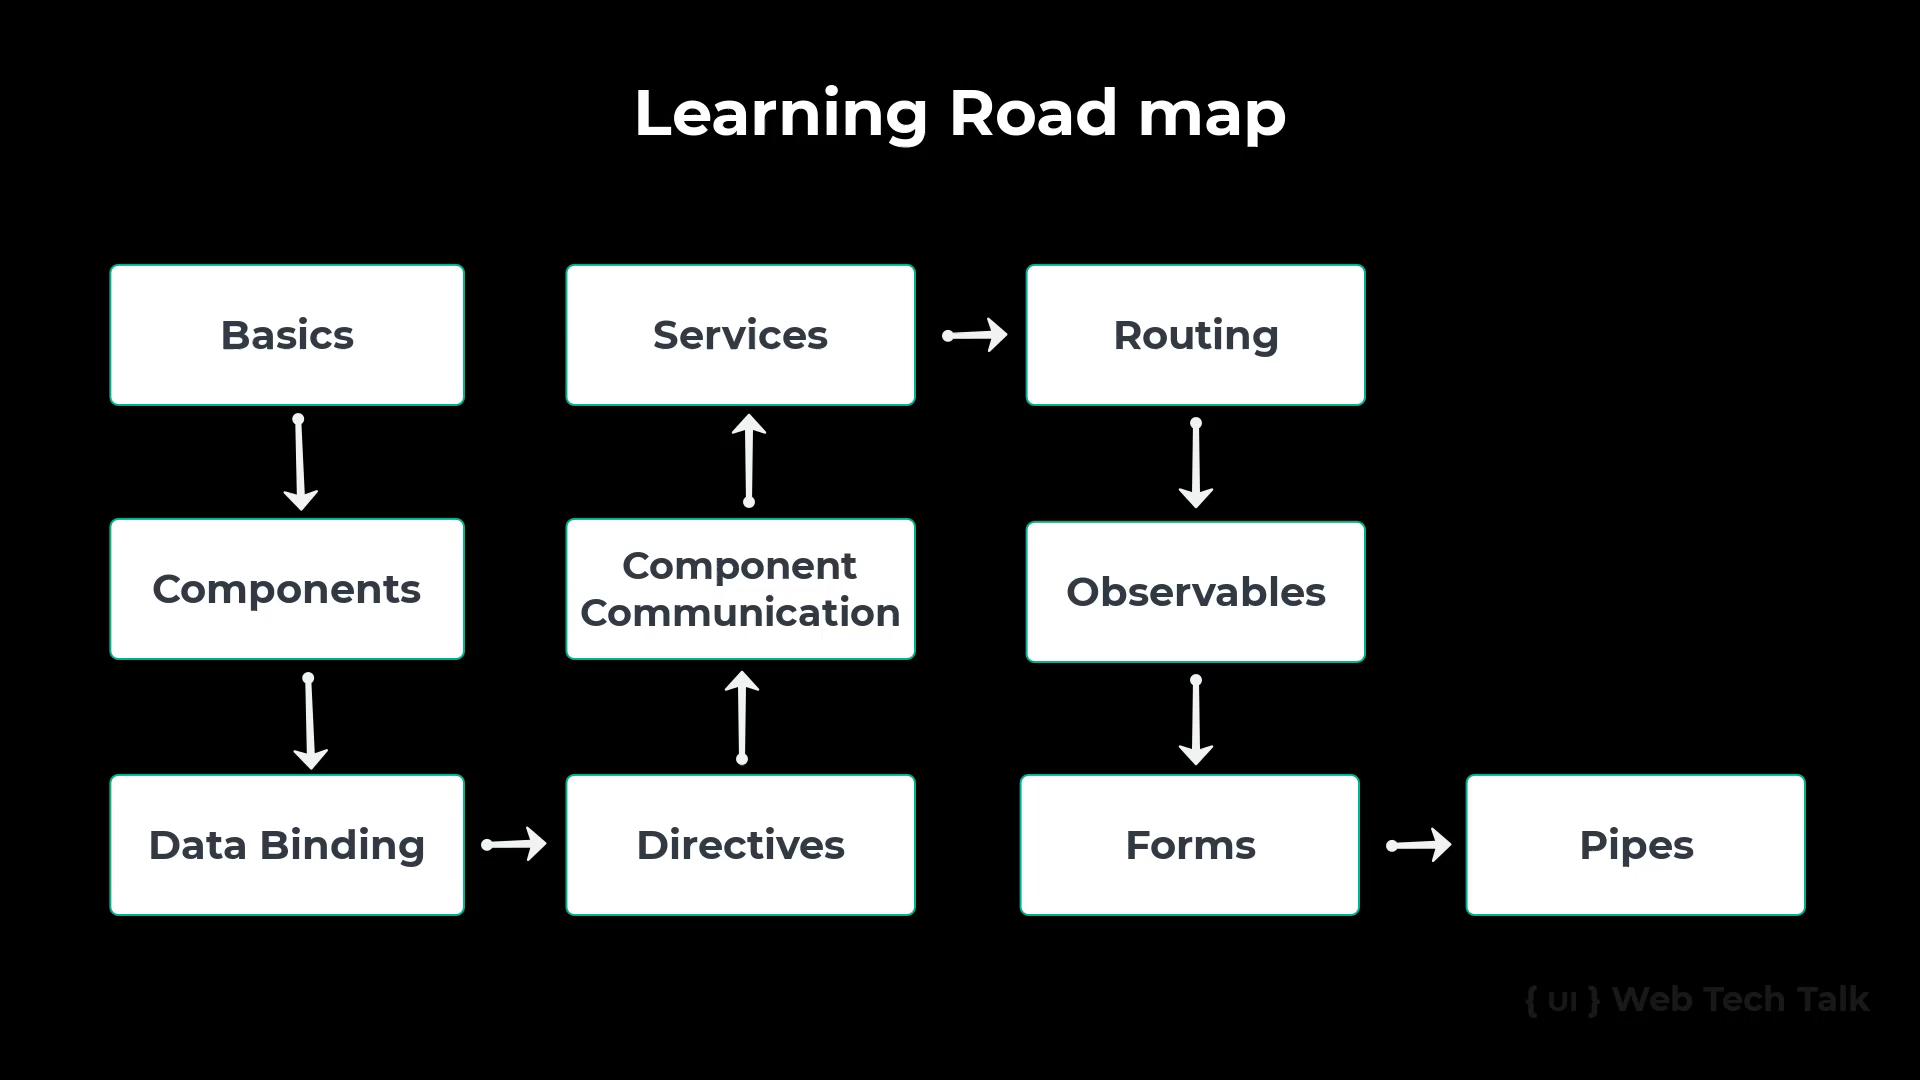 Learning Road map
Basics
Services
Routing
Components
Component
Communication
Observables
Data Binding
Directives
Forms
Pipes
{ UI } Web Tech Talk